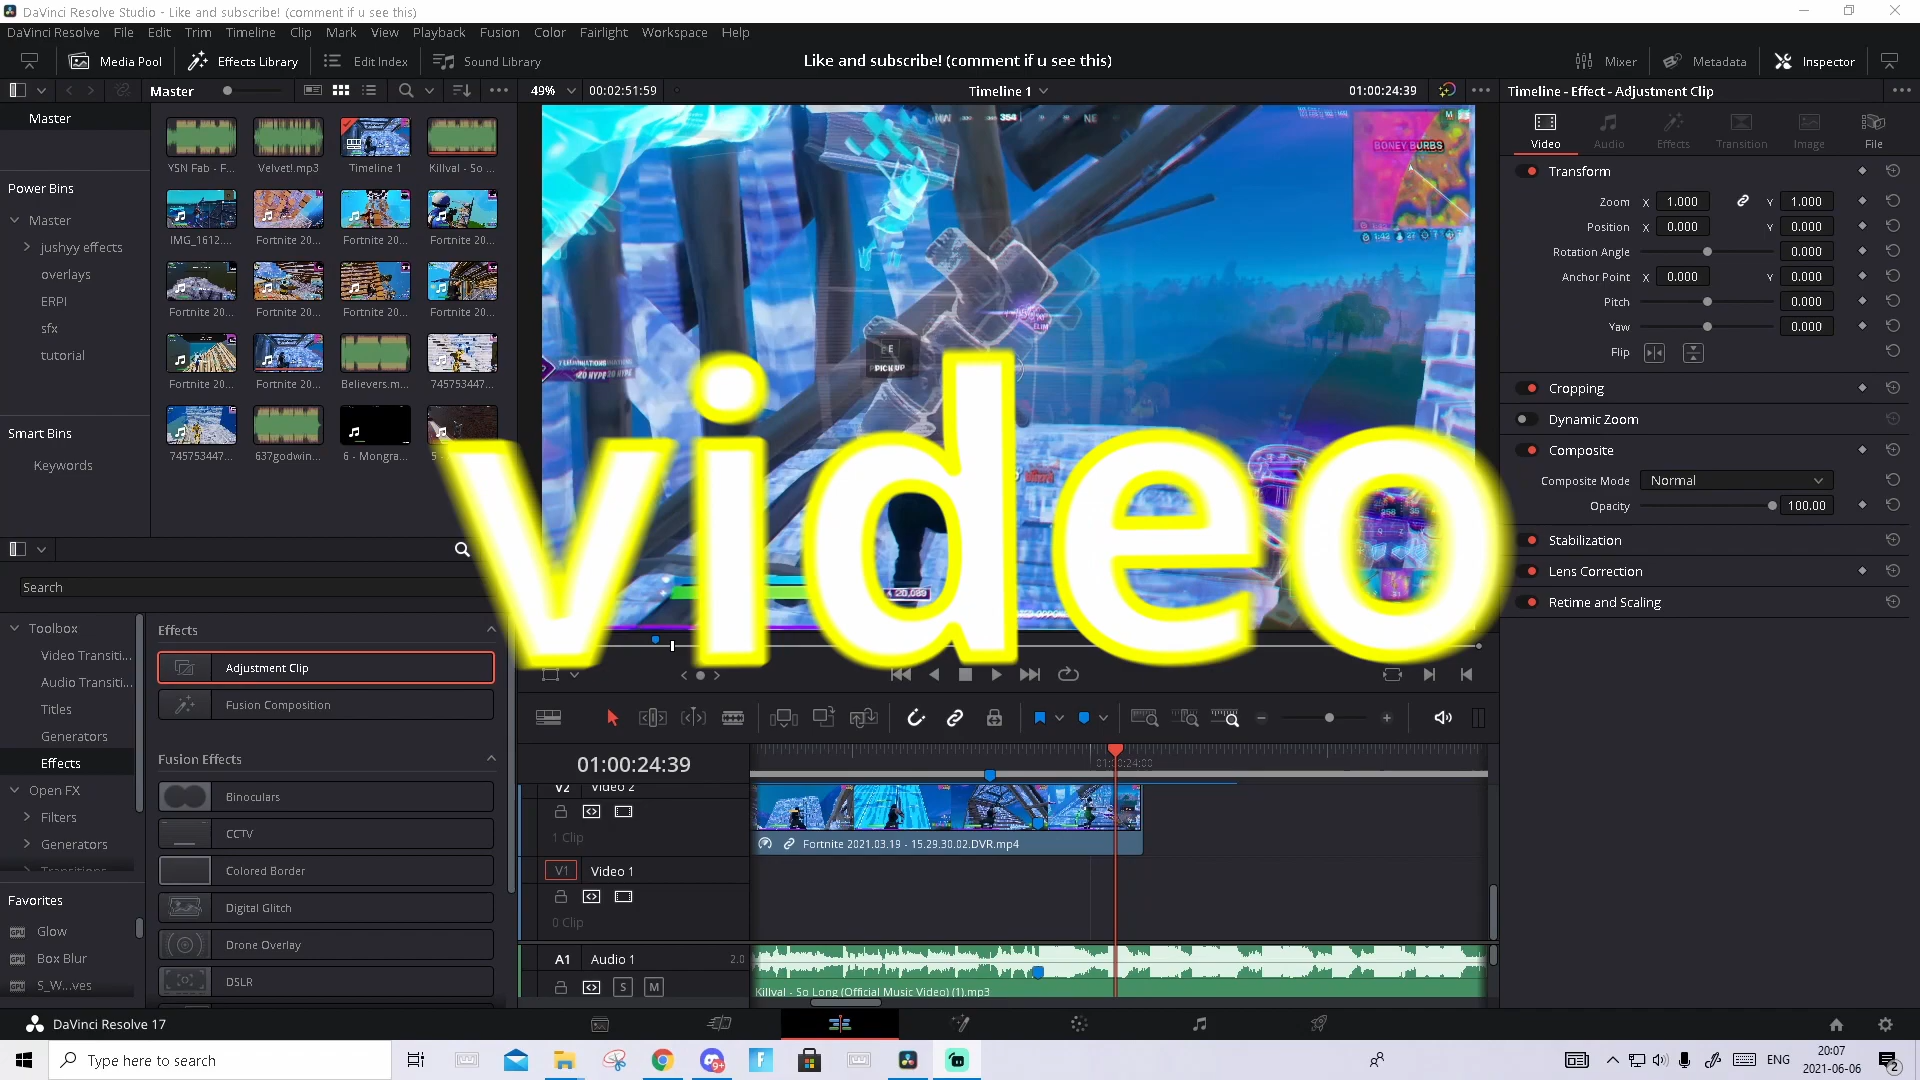 DaVinci Resolve Studio - Like and subscribe! (comment if u see this)
DaVinci Resolve File Edit Trim Timeline Clip Mark View Playback Fusion Color Fairlight Workspace Help
Media Pool Effects Library Edit Index Sound Library Like and subscribe! (comment if u see this) Mixer Metadata Inspector
Master 49% 00:02:51:59 Timeline 1 01:00:24:39 Timeline - Effect - Adjustment Clip
Master
Power Bins
Master
jushyy effects
overlays
ERPI
sfx
tutorial
Smart Bins
Keywords
YSN Fab - F... Velvet!.mp3 Timeline 1 Killval - So ...
IMG_1612.... Fortnite 20... Fortnite 20... Fortnite 20...
Fortnite 20... Fortnite 20... Fortnite 20... Fortnite 20...
Fortnite 20... Fortnite 20... Believers.m... 745753447...
745753447... 637godwin... 6 - Mongra...
354 NE
BONEY BURBS
E
PICK UP
video
Video Audio Effects Transition Image File
Transform
Zoom X 1.000 Y 1.000
Position X 0.000 Y 0.000
Rotation Angle 0.000
Anchor Point X 0.000 Y 0.000
Pitch 0.000
Yaw 0.000
Flip
Cropping
Dynamic Zoom
Composite
Composite Mode Normal
Opacity 100.00
Stabilization
Lens Correction
Retime and Scaling
Search
Toolbox
Video Transiti...
Audio Transiti...
Titles
Generators
Effects
Open FX
Filters
Generators
Favorites
Glow
Box Blur
S_W...ves
Effects
Adjustment Clip
Fusion Composition
Fusion Effects
Binoculars
CCTV
Colored Border
Digital Glitch
Drone Overlay
DSLR
01:00:24:39 01:00:24:00
V2 Video 2
1 Clip
Fortnite 2021.03.19 - 15.29.30.02.DVR.mp4
V1 Video 1
0 Clip
A1 Audio 1 2.0
S M
Killval - So Long (Official Music Video) (1).mp3
DaVinci Resolve 17
Type here to search
ENG
20:07
2021-06-06
2